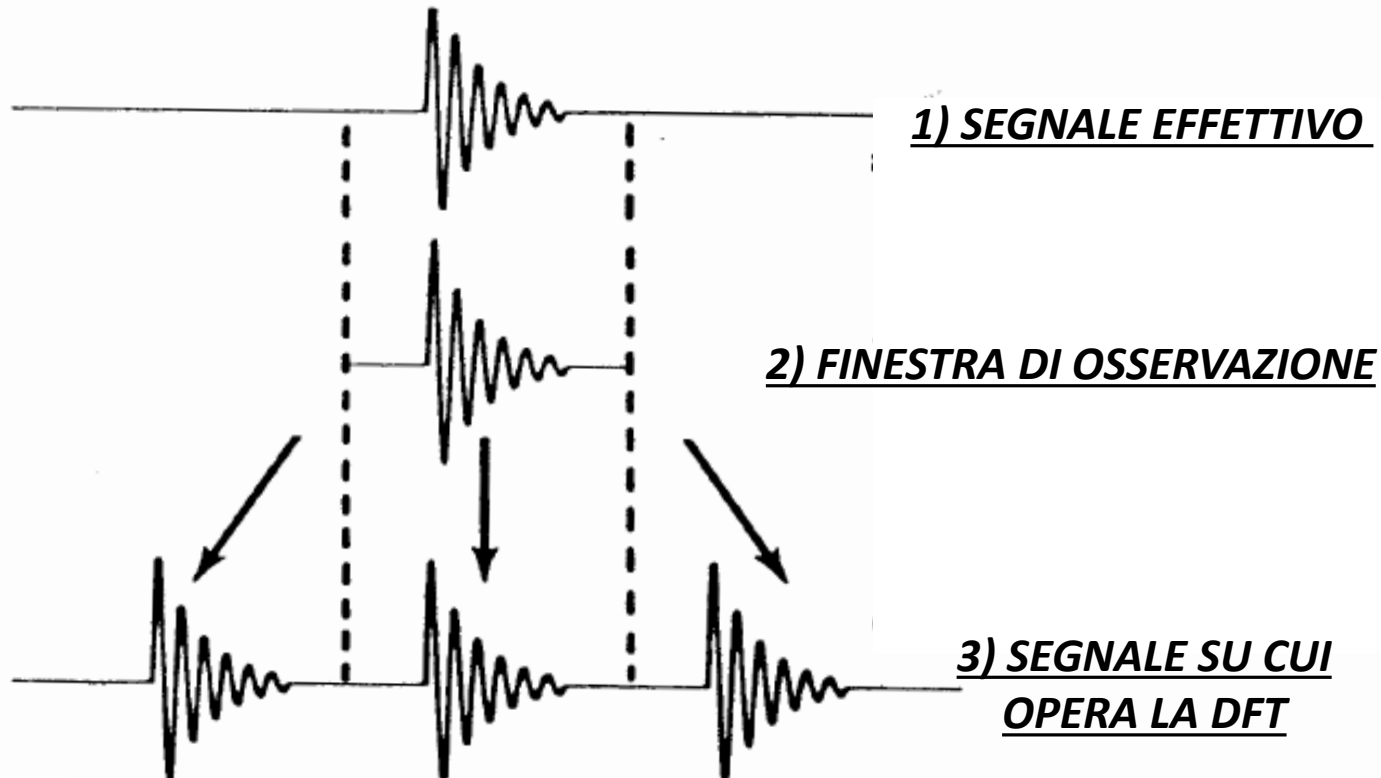 1) SEGNALE EFFETTIVO
2) FINESTRA DI OSSERVAZIONE
3) SEGNALE SU CUI
OPERA LA DFT